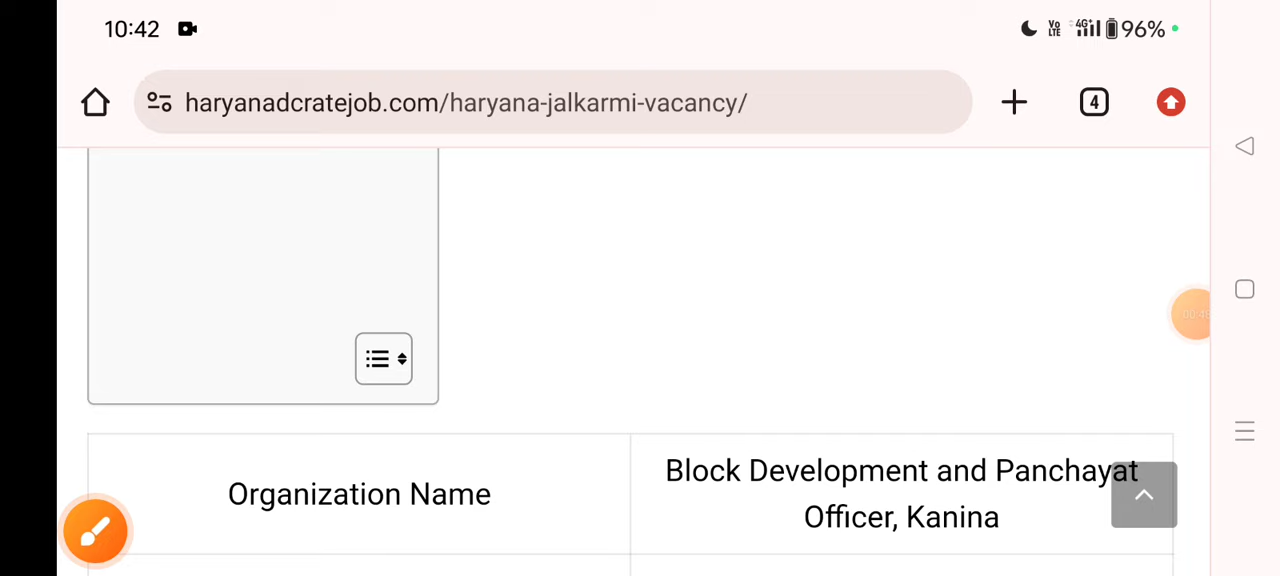 10:42
Vo LTE 4G+ 96%
haryanadcratejob.com/haryana-jalkarmi-vacancy/
4
Organization Name
Block Development and Panchayat
Officer, Kanina